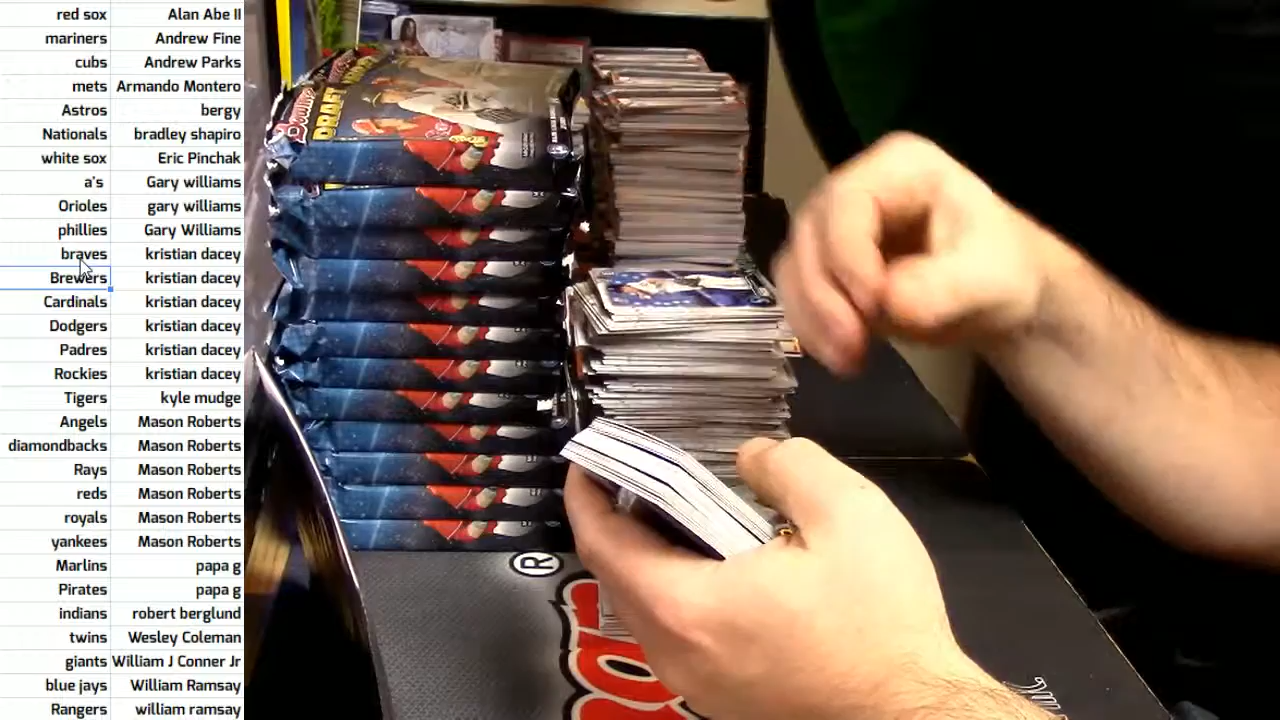 red sox Alan Abe II
mariners Andrew Fine
cubs Andrew Parks
mets Armando Montero
Astros bergy
Nationals bradley shapiro
white sox Eric Pinchak
a's Gary williams
Orioles gary williams
phillies Gary Williams
braves kristian dacey
Brewers kristian dacey
Cardinals kristian dacey
Dodgers kristian dacey
Padres kristian dacey
Rockies kristian dacey
Tigers kyle mudge
Angels Mason Roberts
diamondbacks Mason Roberts
Rays Mason Roberts
reds Mason Roberts
royals Mason Roberts
yankees Mason Roberts
Marlins papa g
Pirates papa g
indians robert berglund
twins Wesley Coleman
giants William J Conner Jr
blue jays William Ramsay
Rangers william ramsay
Bowman
DRAFT
®